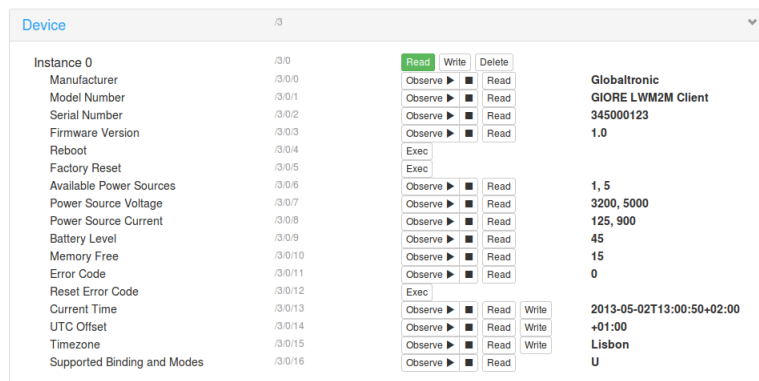 Device /3
Instance 0 /3/0 Read Write Delete
Manufacturer /3/0/0 Observe ▶ ■ Read Globaltronic
Model Number /3/0/1 Observe ▶ ■ Read GIORE LWM2M Client
Serial Number /3/0/2 Observe ▶ ■ Read 345000123
Firmware Version /3/0/3 Observe ▶ ■ Read 1.0
Reboot /3/0/4 Exec
Factory Reset /3/0/5 Exec
Available Power Sources /3/0/6 Observe ▶ ■ Read 1, 5
Power Source Voltage /3/0/7 Observe ▶ ■ Read 3200, 5000
Power Source Current /3/0/8 Observe ▶ ■ Read 125, 900
Battery Level /3/0/9 Observe ▶ ■ Read 45
Memory Free /3/0/10 Observe ▶ ■ Read 15
Error Code /3/0/11 Observe ▶ ■ Read 0
Reset Error Code /3/0/12 Exec
Current Time /3/0/13 Observe ▶ ■ Read Write 2013-05-02T13:00:50+02:00
UTC Offset /3/0/14 Observe ▶ ■ Read Write +01:00
Timezone /3/0/15 Observe ▶ ■ Read Write Lisbon
Supported Binding and Modes /3/0/16 Observe ▶ ■ Read U